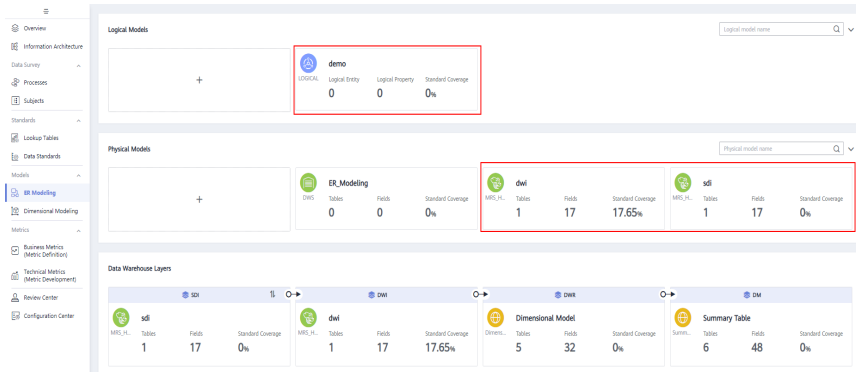 Overview
Information Architecture
Data Survey
Processes
Subjects
Standards
Lookup Tables
Data Standards
Models
ER Modeling
Dimensional Modeling
Metrics
Business Metrics
(Metric Definition)
Technical Metrics
(Metric Development)
Review Center
Configuration Center
Logical Models
Logical model name
+
LOGICAL
demo
Logical Entity Logical Property Standard Coverage
0 0 0%
Physical Models
Physical model name
+
DWS
ER_Modeling
Tables Fields Standard Coverage
0 0 0%
MRS_H...
dwi
Tables Fields Standard Coverage
1 17 17.65%
MRS_H...
sdi
Tables Fields Standard Coverage
1 17 0%
Data Warehouse Layers
SDI DWI DWR DM
MRS_H...
sdi
Tables Fields Standard Coverage
1 17 0%
MRS_H...
dwi
Tables Fields Standard Coverage
1 17 17.65%
Dimens...
Dimensional Model
Tables Fields Standard Coverage
5 32 0%
Summ...
Summary Table
Tables Fields Standard Coverage
6 48 0%